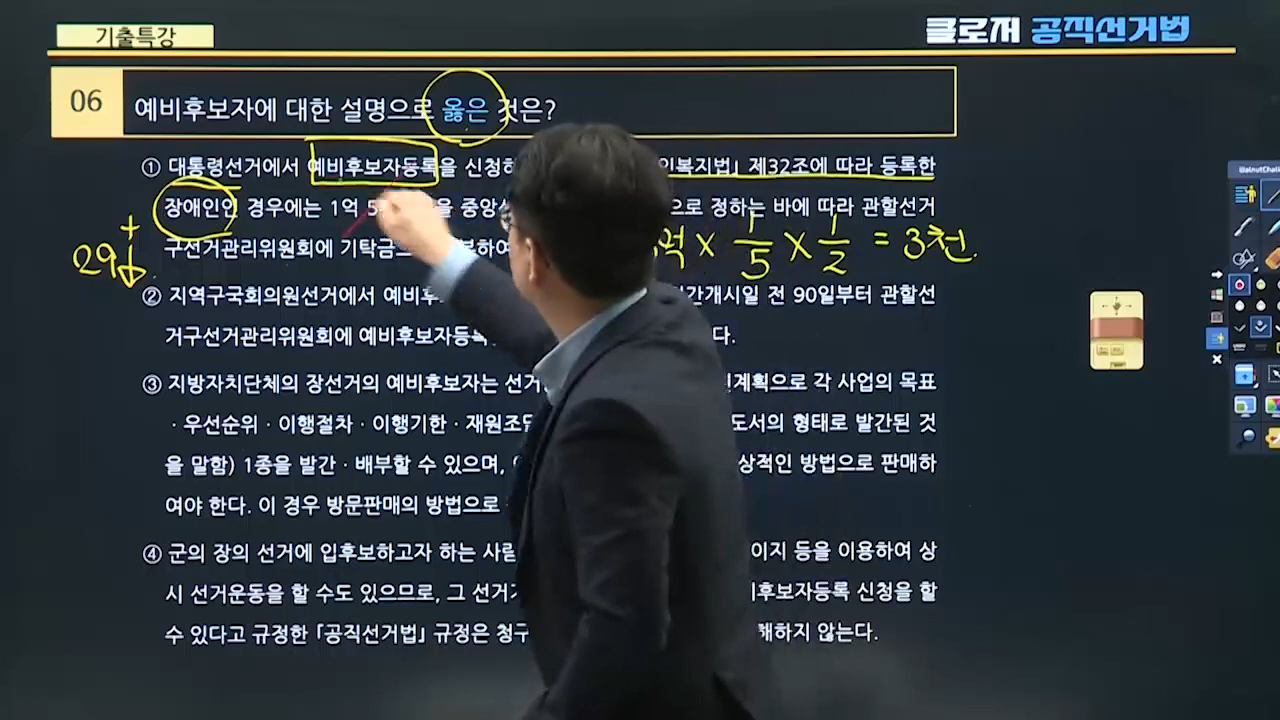 기출특강
클로저 공직선거법
06
예비후보자에 대한 설명으로 옳은 것은?
① 대통령선거에서 예비후보자등록을 신청하 인복지법」 제32조에 따라 등록한
장애인인 경우에는 1억 5 을 중앙선 으로 정하는 바에 따라 관할선거
29↓
구선거관리위원회에 기탁금 부하여
억 × 1/5 × 1/2 = 3천.
② 지역구국회의원선거에서 예비후 간개시일 전 90일부터 관할선
거구선거관리위원회에 예비후보자등록 다.
③ 지방자치단체의 장선거의 예비후보자는 선거 계획으로 각 사업의 목표
· 우선순위 · 이행절차 · 이행기한 · 재원조달 도서의 형태로 발간된 것
을 말함) 1종을 발간 · 배부할 수 있으며, 상적인 방법으로 판매하
여야 한다. 이 경우 방문판매의 방법으로
④ 군의 장의 선거에 입후보하고자 하는 사람 이지 등을 이용하여 상
시 선거운동을 할 수도 있으므로, 그 선거 후보자등록 신청을 할
수 있다고 규정한 「공직선거법」 규정은 청구 해하지 않는다.